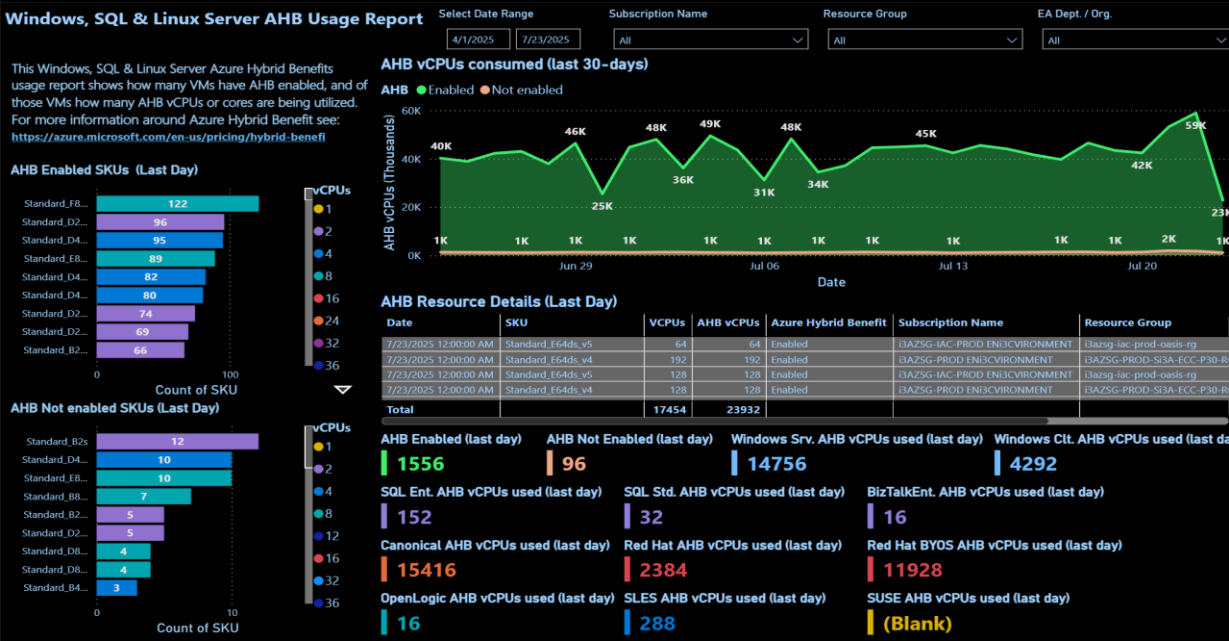 Windows, SQL & Linux Server AHB Usage Report
Select Date Range
Subscription Name
Resource Group
EA Dept. / Org.
4/1/2025
7/23/2025
All
All
All
This Windows, SQL & Linux Server Azure Hybrid Benefits
usage report shows how many VMs have AHB enabled, and of
those VMs how many AHB vCPUs or cores are being utilized.
For more information around Azure Hybrid Benefit see:
https://azure.microsoft.com/en-us/pricing/hybrid-benefi
AHB Enabled SKUs (Last Day)
vCPUs
Standard_F8... 122
Standard_D2... 96
Standard_D4... 95
Standard_E8... 89
Standard_D4... 82
Standard_D4... 80
Standard_D2... 74
Standard_D2... 69
Standard_B2... 66
0 100
Count of SKU
1
2
4
8
16
24
32
36
AHB Not enabled SKUs (Last Day)
vCPUs
Standard_B2s 12
Standard_D4... 10
Standard_E8... 10
Standard_B8... 7
Standard_B2... 5
Standard_D2... 5
Standard_D8... 4
Standard_D8... 4
Standard_B4... 3
0 10
Count of SKU
1
2
4
8
12
16
32
36
AHB vCPUs consumed (last 30-days)
AHB Enabled Not enabled
AHB vCPUs (Thousands)
60K
40K
20K
0K
40K 46K 25K 48K 36K 49K 31K 48K 34K 45K 42K 59K 23K
1K 1K 1K 1K 1K 1K 1K 1K 1K 1K 1K 2K 1K
Jun 29 Jul 06 Jul 13 Jul 20
Date
AHB Resource Details (Last Day)
Date SKU VCPUs AHB vCPUs Azure Hybrid Benefit Subscription Name Resource Group
7/23/2025 12:00:00 AM Standard_E64ds_v5 64 64 Enabled i3AZSG-IAC-PROD ENi3CVIRONMENT i3azsg-iac-prod-oasis-rg
7/23/2025 12:00:00 AM Standard_E64ds_v4 192 192 Enabled i3AZSG-PROD ENi3CVIRONMENT i3AZSG-PROD-Si3A-ECC-P30-R
7/23/2025 12:00:00 AM Standard_E64ds_v5 128 128 Enabled i3AZSG-IAC-PROD ENi3CVIRONMENT i3azsg-iac-prod-oasis-rg
7/23/2025 12:00:00 AM Standard_E64ds_v4 128 128 Enabled i3AZSG-PROD ENi3CVIRONMENT i3AZSG-PROD-Si3A-ECC-P30-R
Total 17454 23932
AHB Enabled (last day)
1556
AHB Not Enabled (last day)
96
Windows Srv. AHB vCPUs used (last day)
14756
Windows Clt. AHB vCPUs used (last da
4292
SQL Ent. AHB vCPUs used (last day)
152
SQL Std. AHB vCPUs used (last day)
32
BizTalkEnt. AHB vCPUs used (last day)
16
Canonical AHB vCPUs used (last day)
15416
Red Hat AHB vCPUs used (last day)
2384
Red Hat BYOS AHB vCPUs used (last day)
11928
OpenLogic AHB vCPUs used (last day)
16
SLES AHB vCPUs used (last day)
288
SUSE AHB vCPUs used (last day)
(Blank)